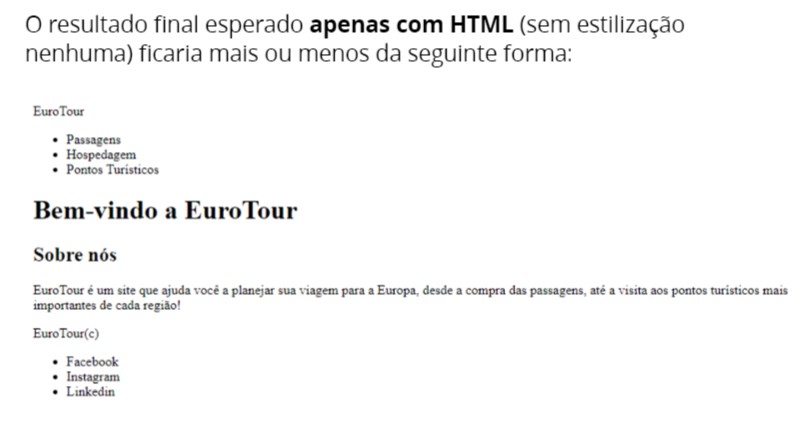 O resultado final esperado apenas com HTML (sem estilização
nenhuma) ficaria mais ou menos da seguinte forma:
EuroTour
• Passagens
• Hospedagem
• Pontos Turísticos
Bem-vindo a EuroTour
Sobre nós
EuroTour é um site que ajuda você a planejar sua viagem para a Europa, desde a compra das passagens, até a visita aos pontos turísticos mais
importantes de cada região!
EuroTour(c)
• Facebook
• Instagram
• Linkedin